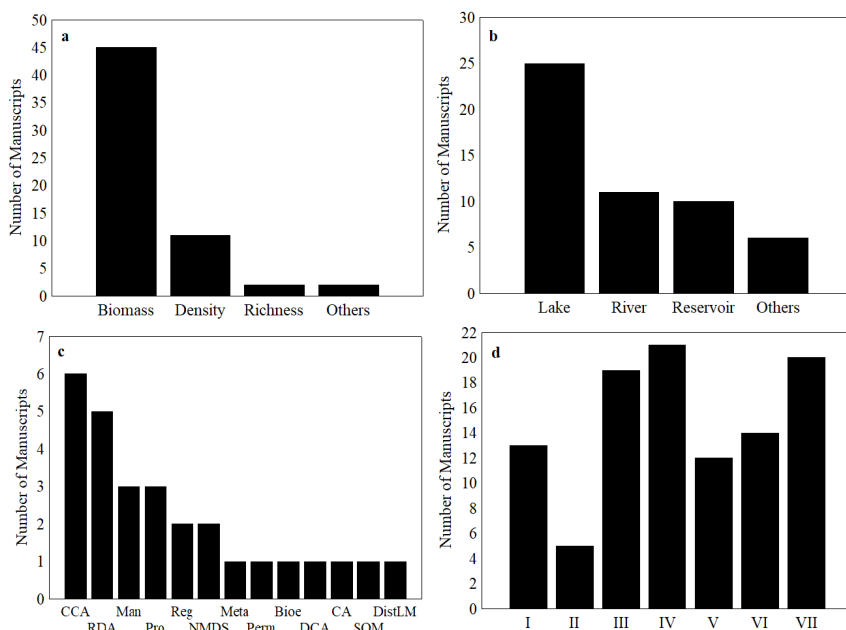 a
Number of Manuscripts
50
45
40
35
30
25
20
15
10
5
0
Biomass Density Richness Others
b
Number of Manuscripts
30
25
20
15
10
5
0
Lake River Reservoir Others
c
Number of Manuscripts
7
6
5
4
3
2
1
0
CCA Man Reg Meta Bioe CA DistLM
RDA Pro NMDS Perm DCA SOM
d
Number of Manuscripts
22
20
18
16
14
12
10
8
6
4
2
0
I II III IV V VI VII